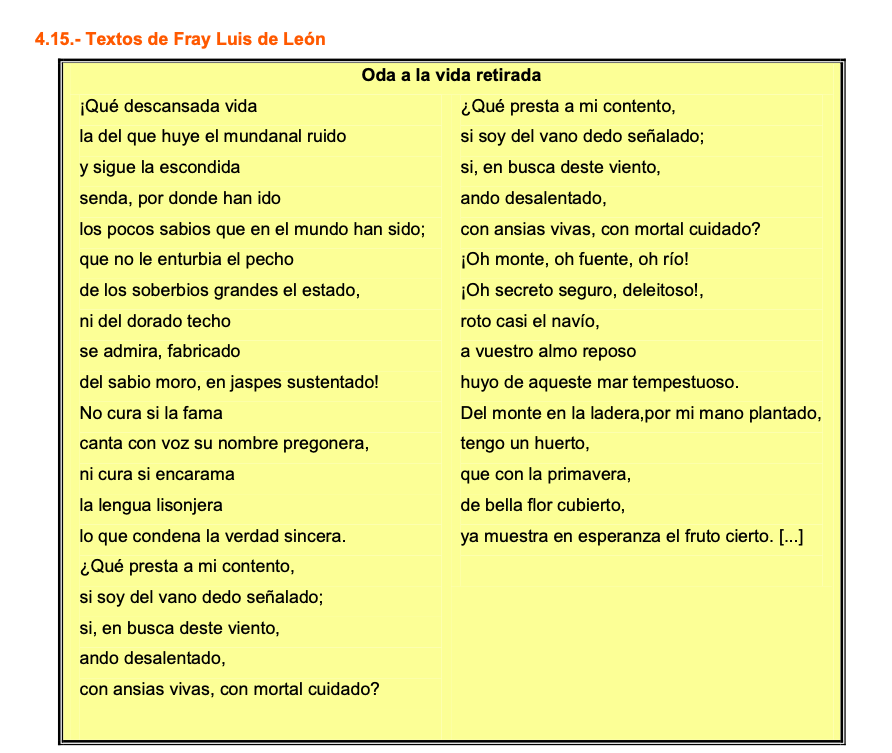 4.15.- Textos de Fray Luis de León
Oda a la vida retirada
¡Qué descansada vida
la del que huye el mundanal ruido
y sigue la escondida
senda, por donde han ido
los pocos sabios que en el mundo han sido;
que no le enturbia el pecho
de los soberbios grandes el estado,
ni del dorado techo
se admira, fabricado
del sabio moro, en jaspes sustentado!
No cura si la fama
canta con voz su nombre pregonera,
ni cura si encarama
la lengua lisonjera
lo que condena la verdad sincera.
¿Qué presta a mi contento,
si soy del vano dedo señalado;
si, en busca deste viento,
ando desalentado,
con ansias vivas, con mortal cuidado?
¿Qué presta a mi contento,
si soy del vano dedo señalado;
si, en busca deste viento,
ando desalentado,
con ansias vivas, con mortal cuidado?
¡Oh monte, oh fuente, oh río!
¡Oh secreto seguro, deleitoso!,
roto casi el navío,
a vuestro almo reposo
huyo de aqueste mar tempestuoso.
Del monte en la ladera,por mi mano plantado,
tengo un huerto,
que con la primavera,
de bella flor cubierto,
ya muestra en esperanza el fruto cierto. [...]